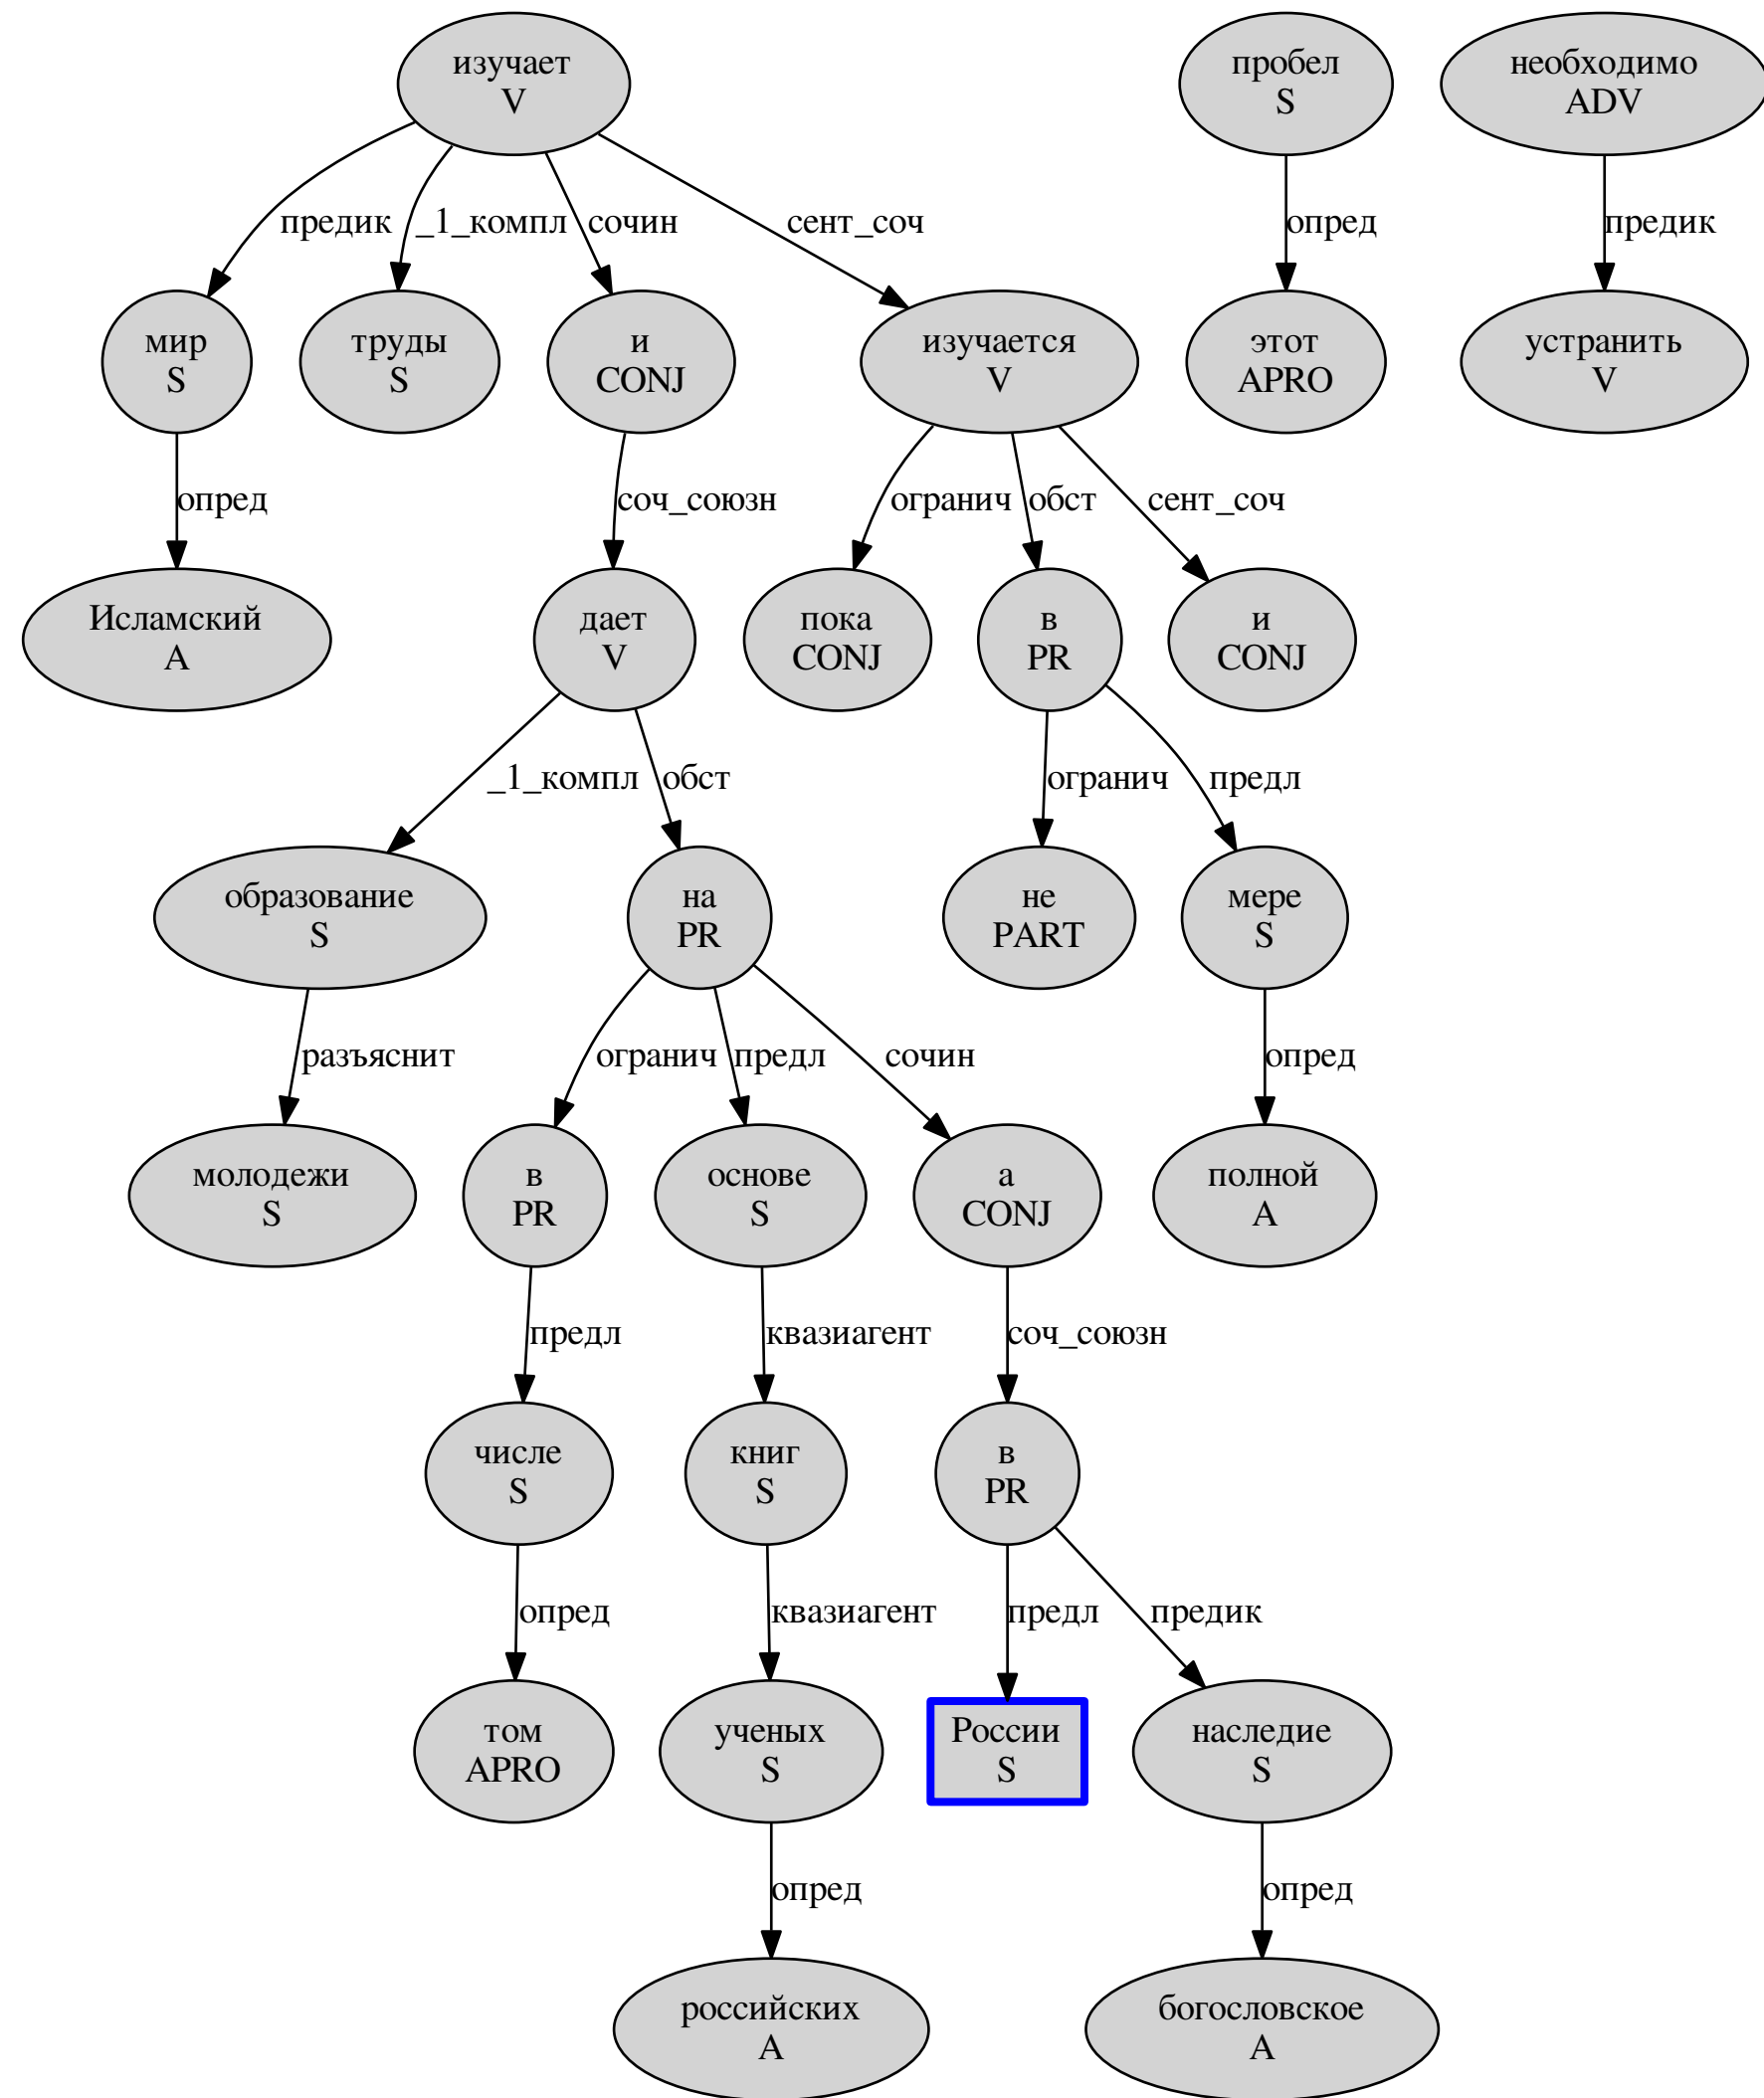 изучает
V
пробел
S
необходимо
ADV
предик
_1_компл
сочин
сент_соч
опред
предик
мир
S
труды
S
и
CONJ
изучается
V
этот
APRO
устранить
V
опред
соч_союзн
огранич
обст
сент_соч
Исламский
A
дает
V
пока
CONJ
в
PR
и
CONJ
_1_компл
обст
огранич
предл
образование
S
на
PR
не
PART
мере
S
разъяснит
огранич
предл
сочин
опред
молодежи
S
в
PR
основе
S
а
CONJ
полной
A
предл
квазиагент
соч_союзн
числе
S
книг
S
в
PR
опред
квазиагент
предл
предик
том
APRO
ученых
S
России
S
наследие
S
опред
опред
российских
A
богословское
A